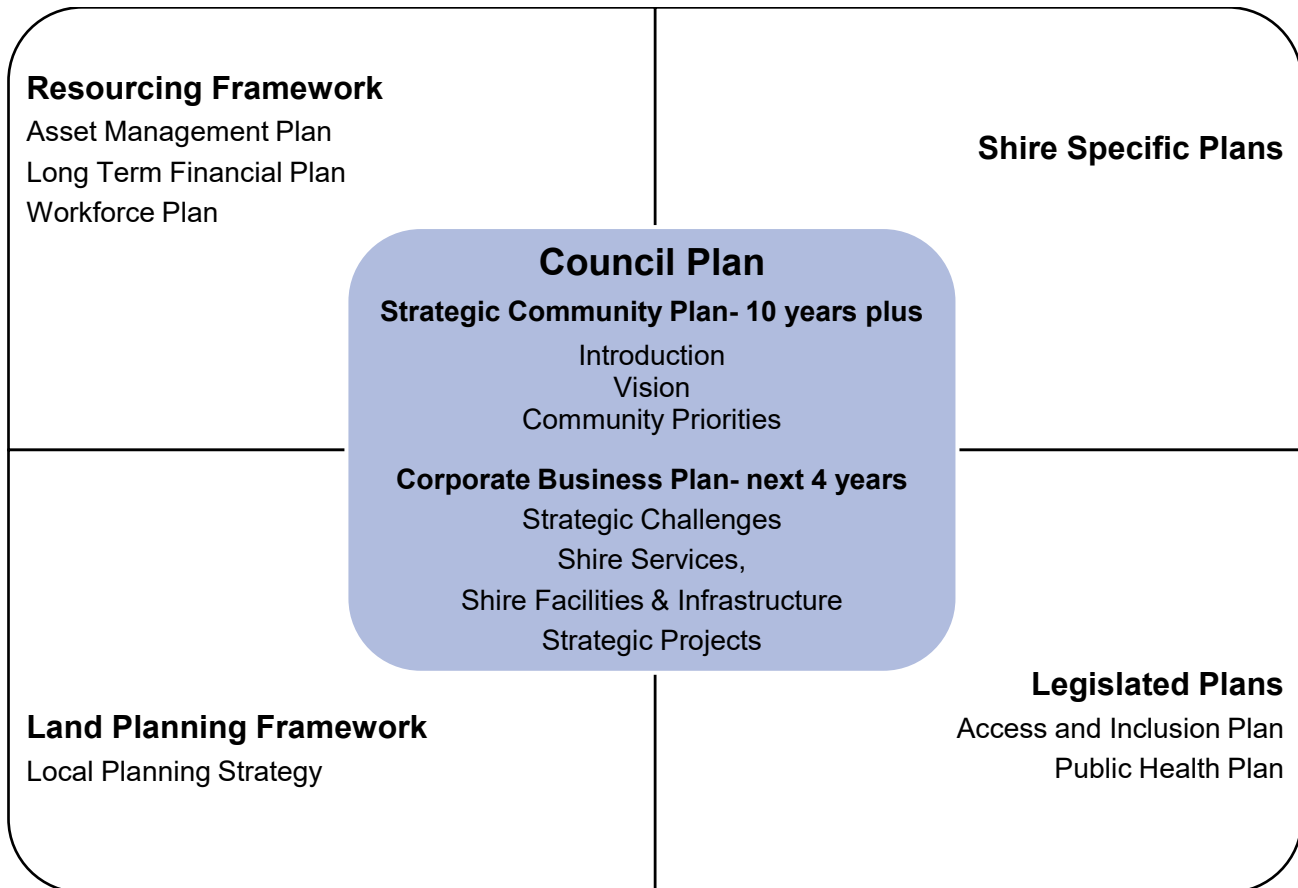 Resourcing Framework
Asset Management Plan
Long Term Financial Plan
Workforce Plan
Shire Specific Plans
Council Plan
Strategic Community Plan- 10 years plus
Introduction
Vision
Community Priorities
Corporate Business Plan- next 4 years
Strategic Challenges
Shire Services,
Shire Facilities & Infrastructure
Strategic Projects
Land Planning Framework
Local Planning Strategy
Legislated Plans
Access and Inclusion Plan
Public Health Plan